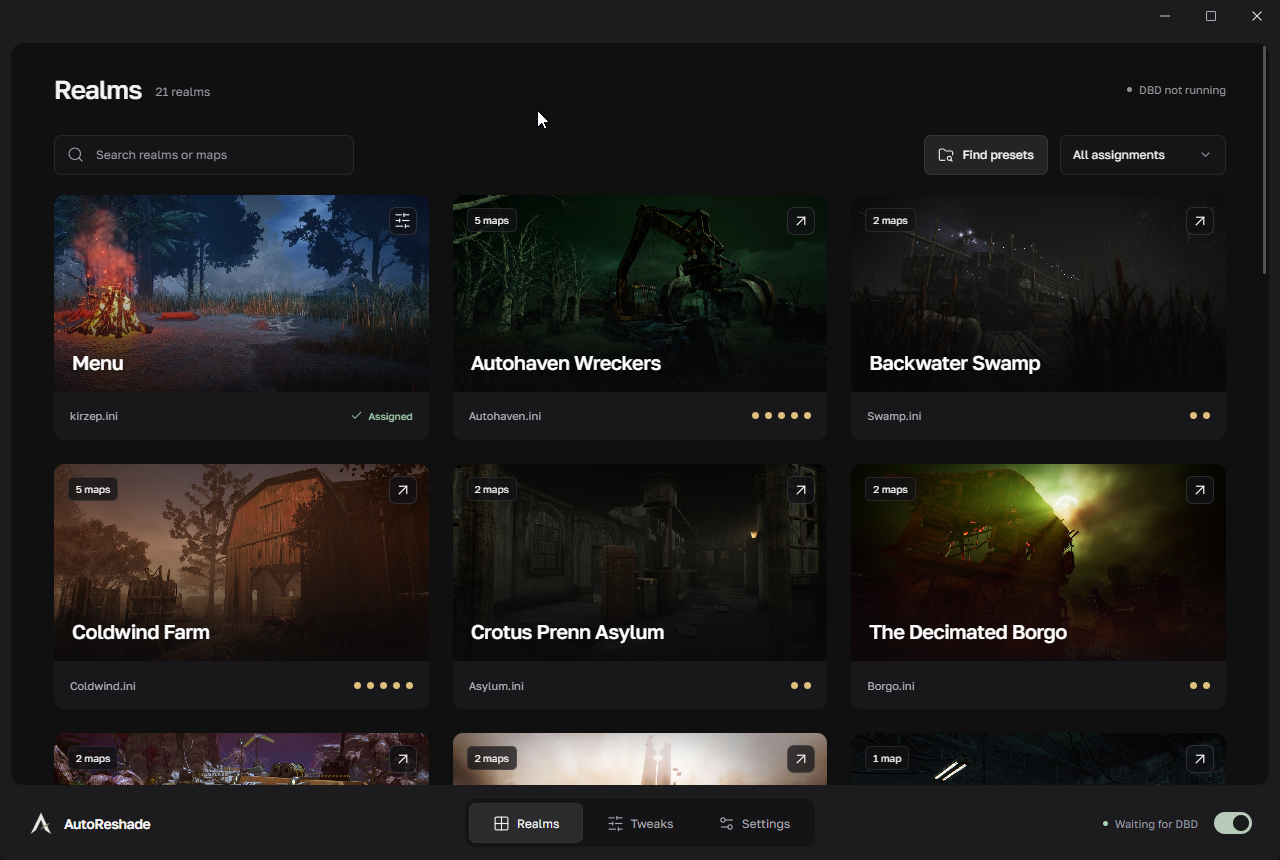 Realms
21 realms
DBD not running
Search realms or maps
Find presets
All assignments
Menu
kirzep.ini
Assigned
5 maps
Autohaven Wreckers
Autohaven.ini
2 maps
Backwater Swamp
Swamp.ini
5 maps
Coldwind Farm
Coldwind.ini
2 maps
Crotus Prenn Asylum
Asylum.ini
2 maps
The Decimated Borgo
Borgo.ini
2 maps
2 maps
1 map
AutoReshade
Realms
Tweaks
Settings
Waiting for DBD